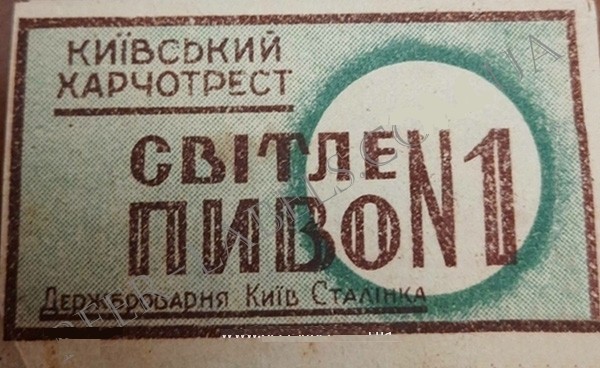 Київський
Харчотрест
Світле
Пиво N1
Держброварня Київ Сталінка